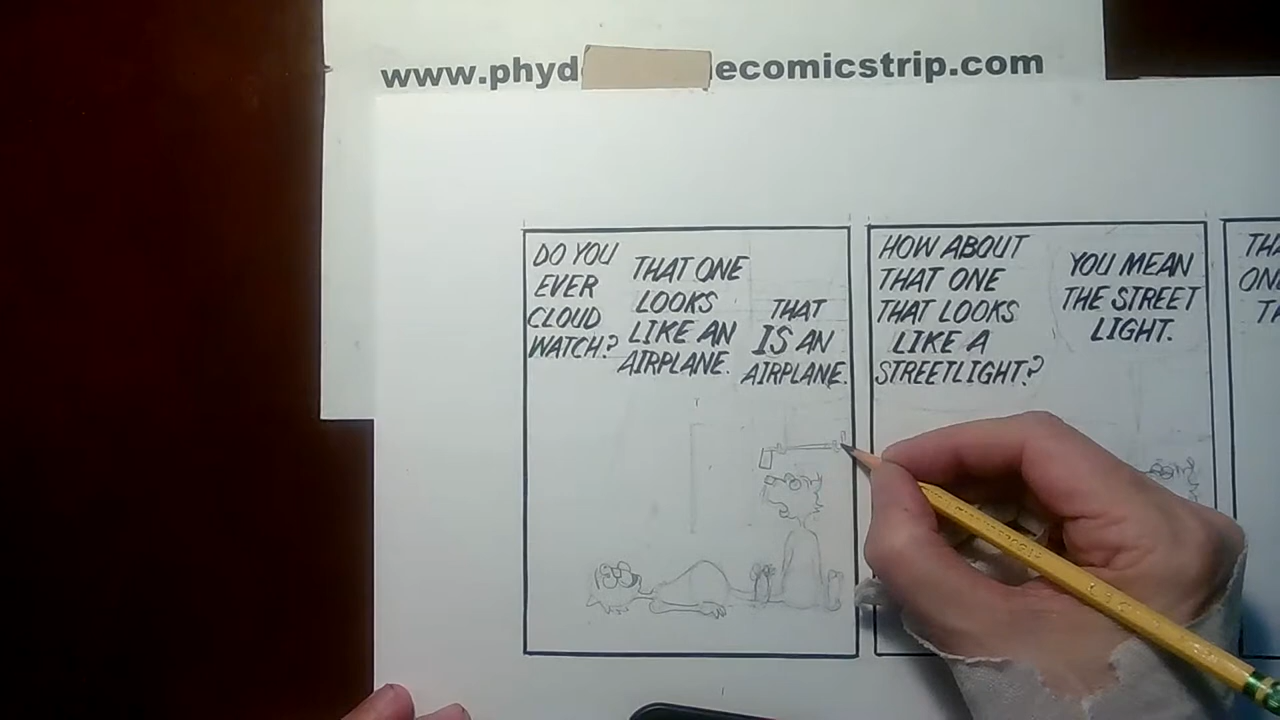 www.phyd ecomicstrip.com
DO YOU
EVER
CLOUD
WATCH?
THAT ONE
LOOKS
LIKE AN
AIRPLANE.
THAT
IS AN
AIRPLANE.
HOW ABOUT
THAT ONE
THAT LOOKS
LIKE A
STREETLIGHT?
YOU MEAN
THE STREET
LIGHT.